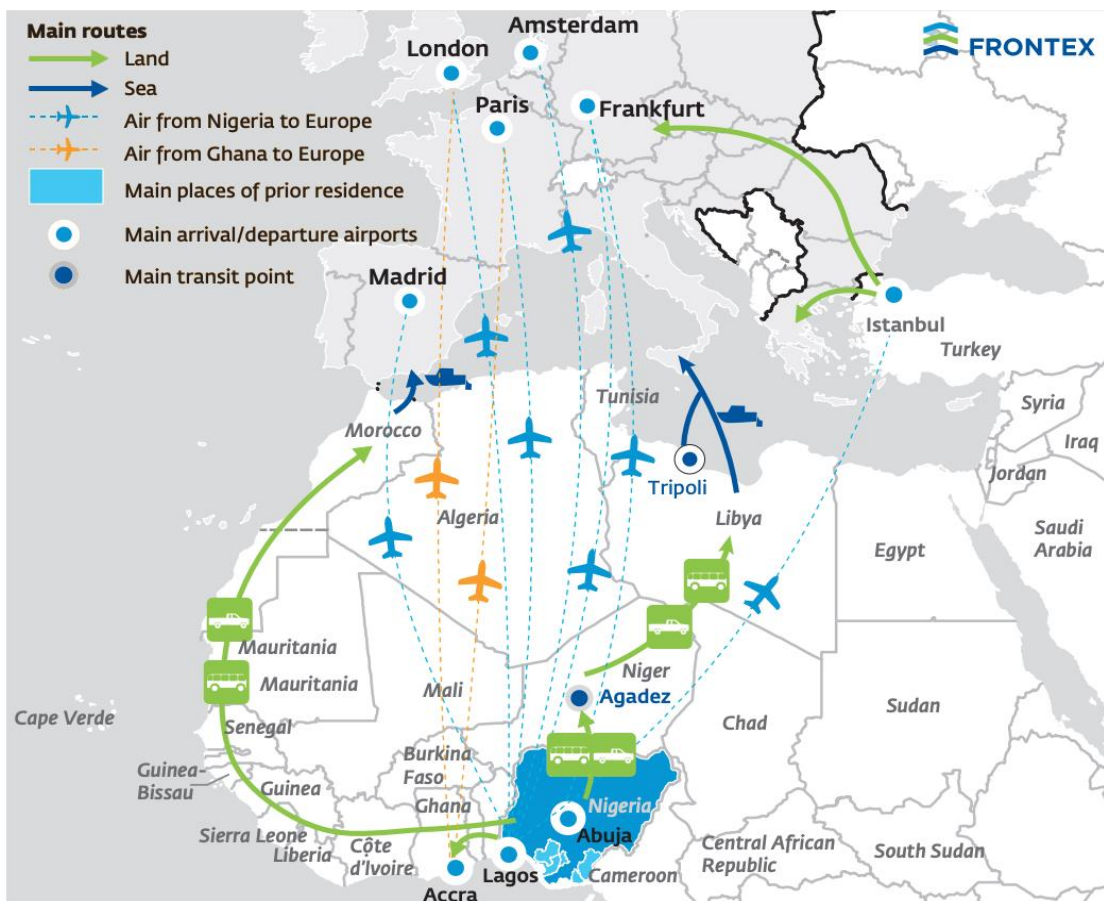 Main routes
Land
Sea
Air from Nigeria to Europe
Air from Ghana to Europe
Main places of prior residence
Main arrival/departure airports
Main transit point
FRONTEX
Amsterdam
London
Paris
Frankfurt
Madrid
Istanbul
Turkey
Tunisia
Syria
Iraq
Jordan
Morocco
Tripoli
Algeria
Libya
Egypt
Saudi
Arabia
Mauritania
Mauritania
Mali
Niger
Agadez
Cape Verde
Senegal
Chad
Sudan
Burkina
Faso
Guinea-
Bissau
Guinea
Ghana
Nigeria
Abuja
Sierra Leone
Liberia
Côte
d'Ivoire
Accra
Lagos
Cameroon
Central African
Republic
South Sudan